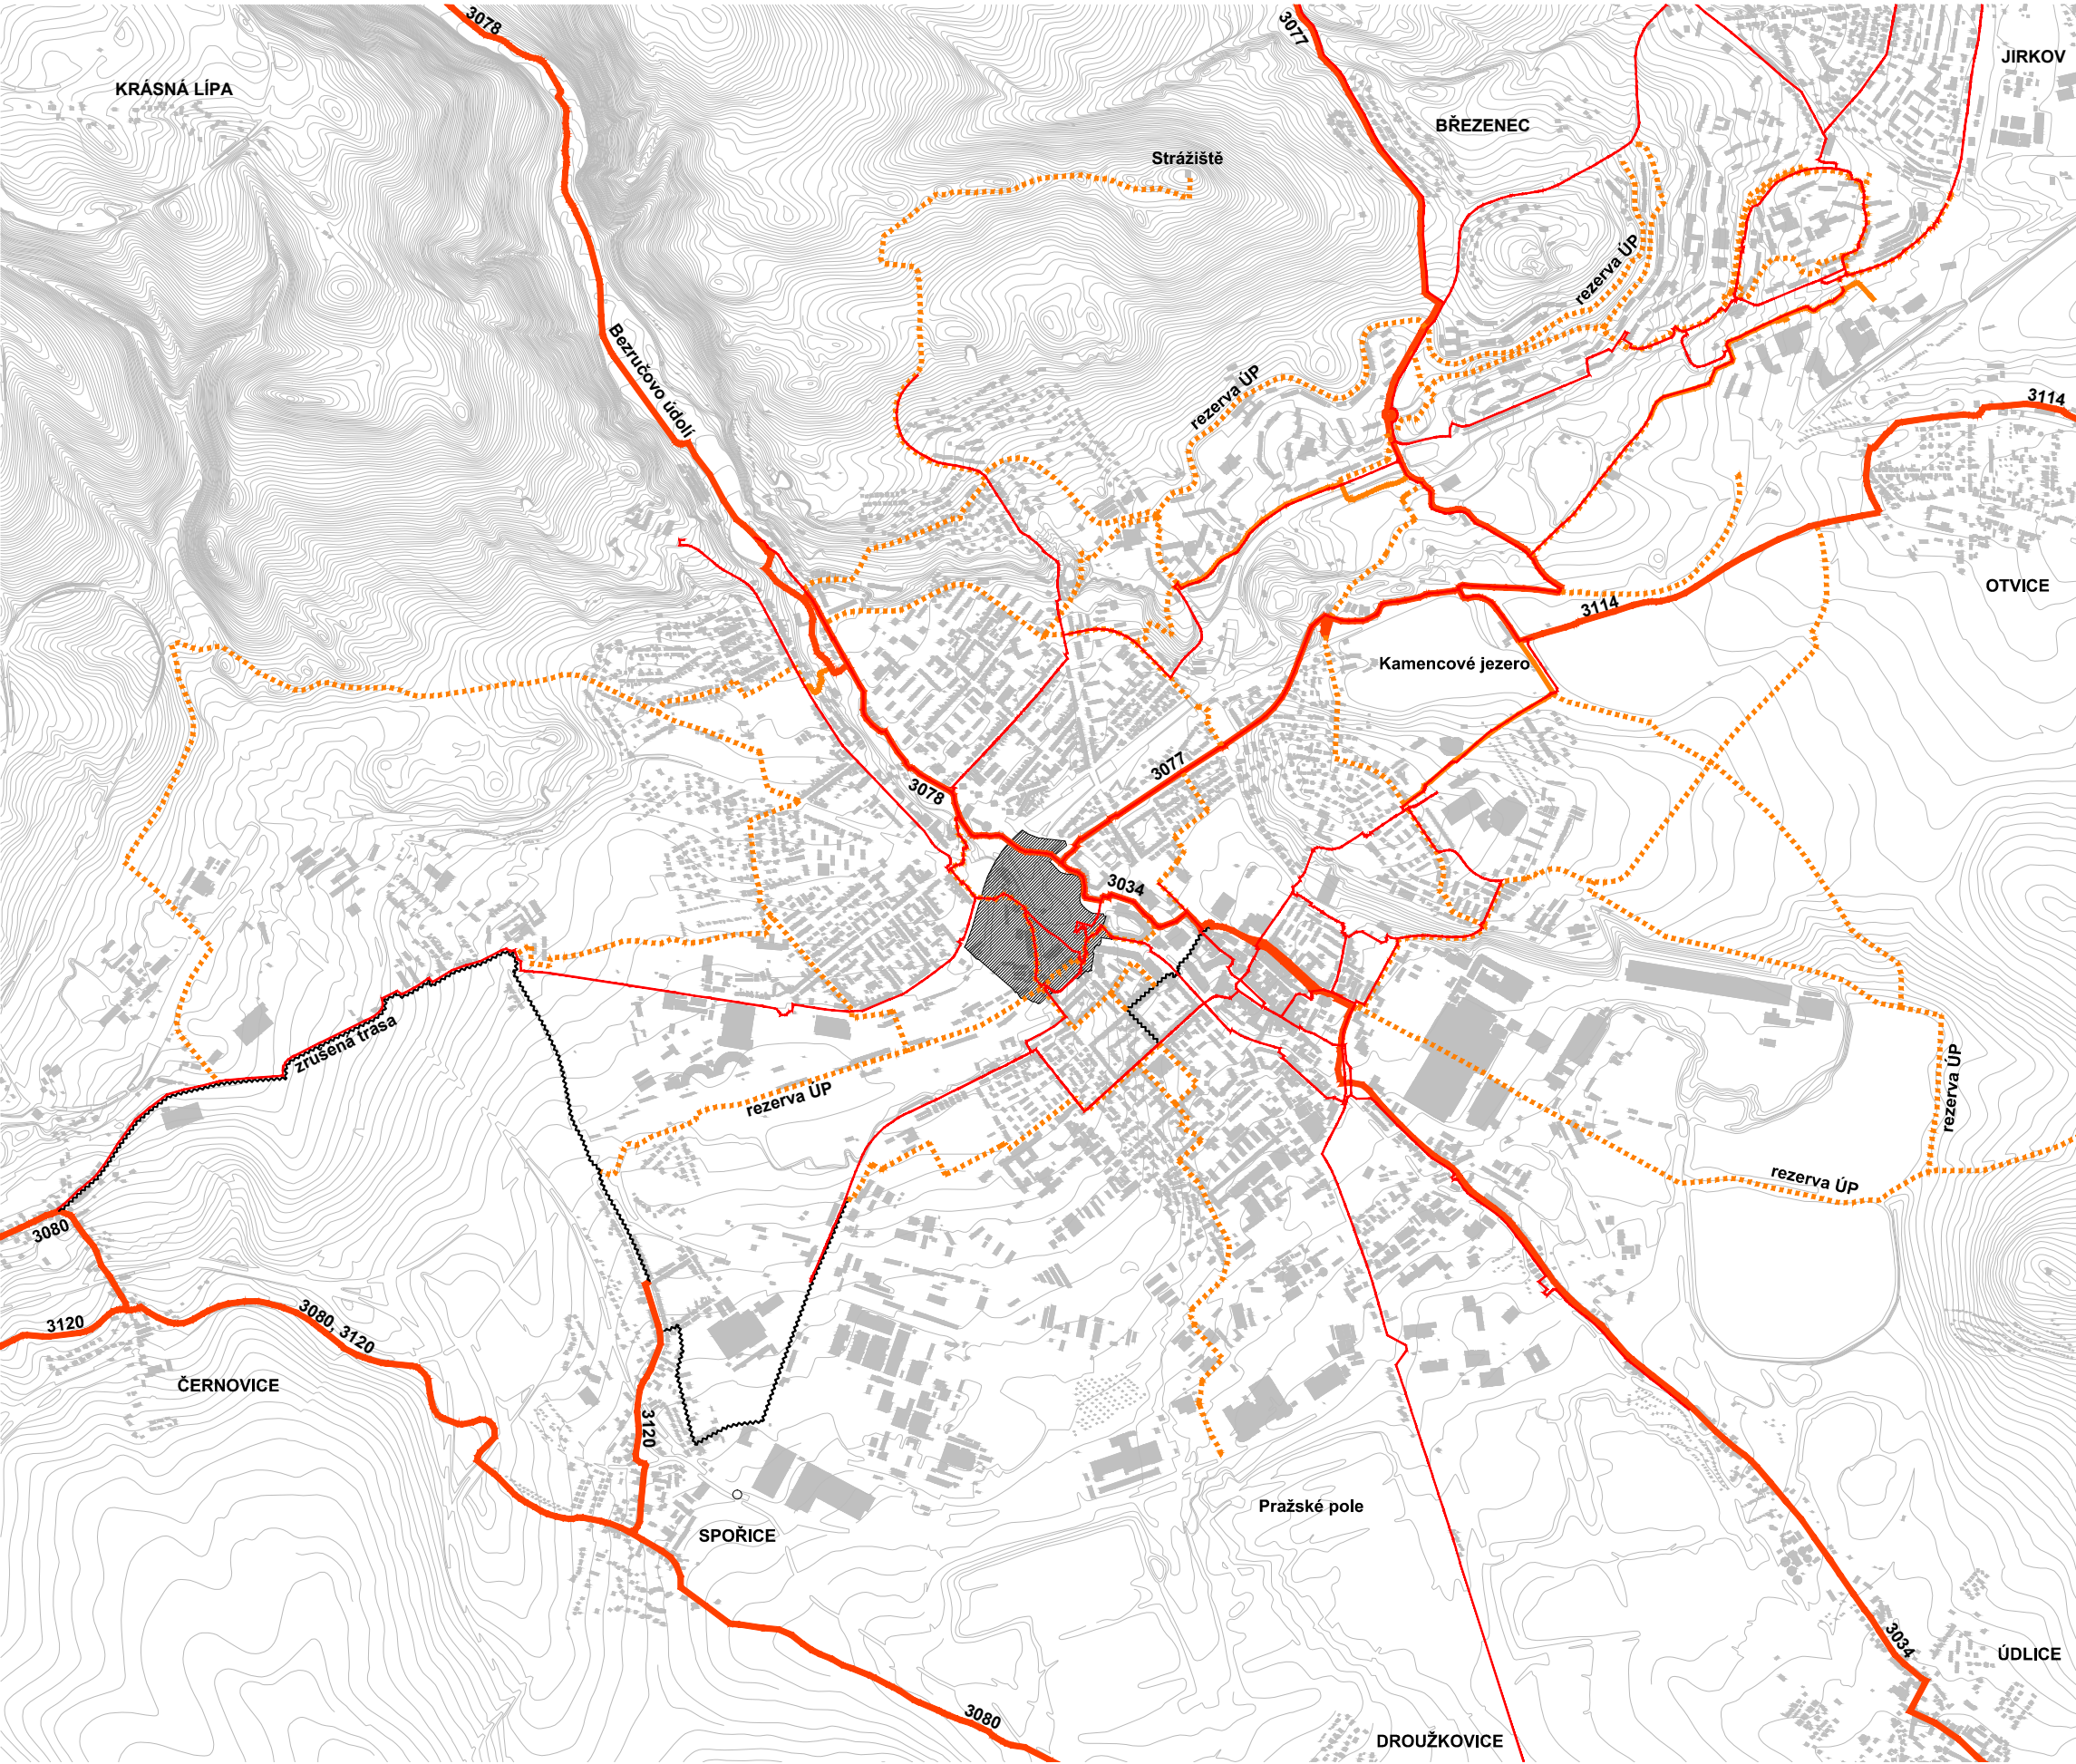 3078
3077
JIRKOV
KRÁSNÁ LÍPA
BŘEZENEC
Strážiště
rezerva ÚP
Bezručovo údolí
rezerva ÚP
3114
OTVICE
3114
Kamencové jezero
3077
3078
3034
zrušená trasa
rezerva ÚP
rezerva ÚP
rezerva ÚP
3080
3120
3080, 3120
ČERNOVICE
3120
Pražské pole
SPOŘICE
3034
ÚDLICE
3080
DROUŽKOVICE